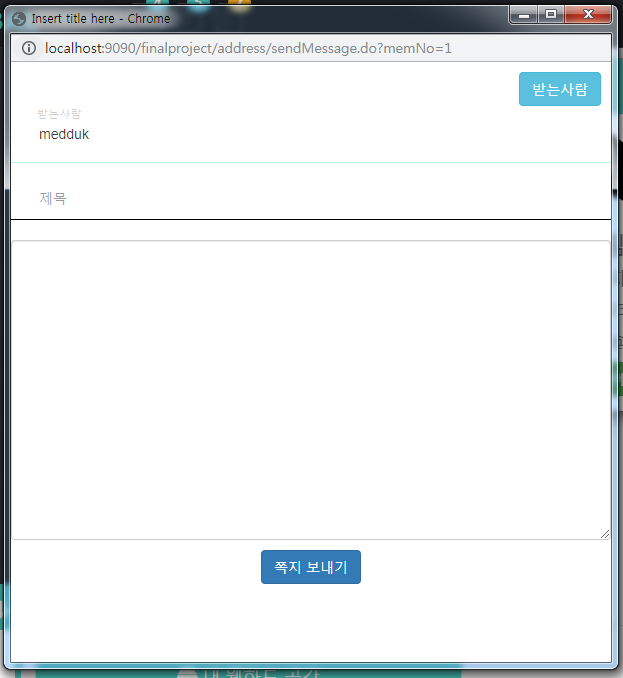 Insert title here - Chrome
localhost:9090/finalproject/address/sendMessage.do?memNo=1
받는사람
받는사람
medduk
제목
쪽지 보내기